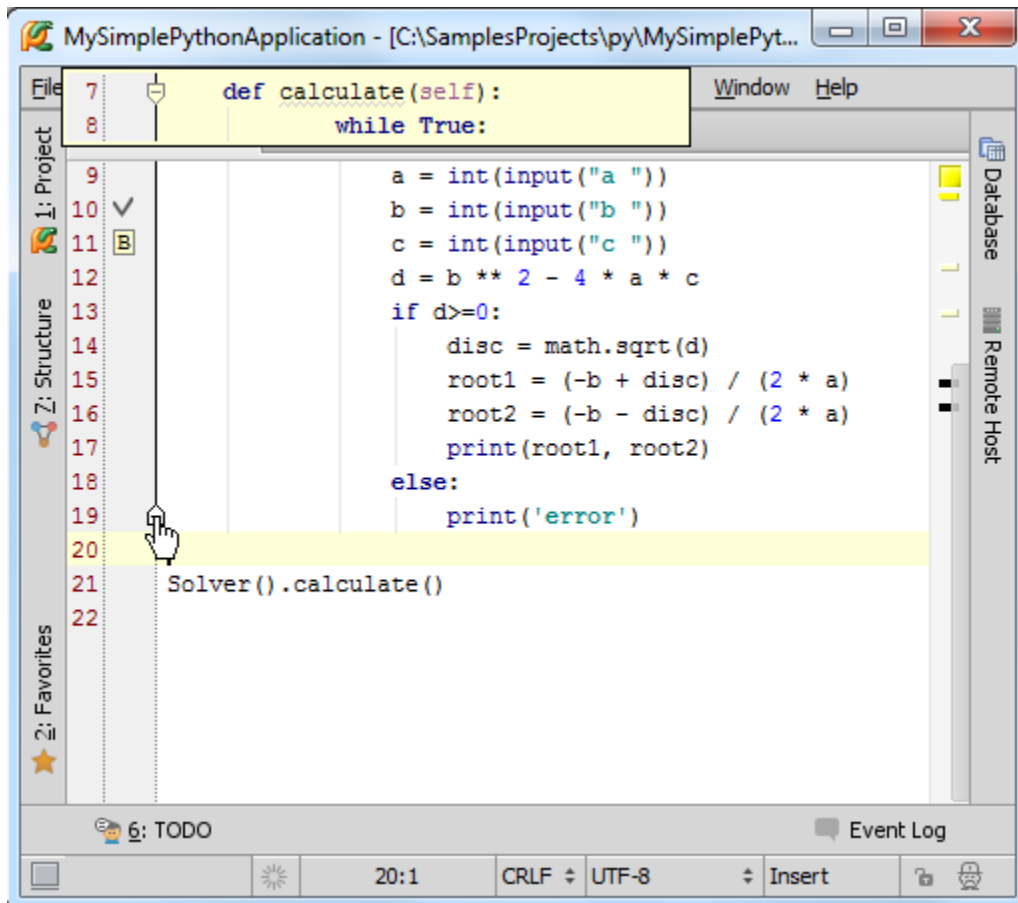 MySimplePythonApplication - [C:\SamplesProjects\py\MySimplePyt...
File Window Help
7 def calculate(self):
8 while True:
9 a = int(input("a "))
10 b = int(input("b "))
11 B c = int(input("c "))
12 d = b ** 2 - 4 * a * c
13 if d>=0:
14 disc = math.sqrt(d)
15 root1 = (-b + disc) / (2 * a)
16 root2 = (-b - disc) / (2 * a)
17 print(root1, root2)
18 else:
19 print('error')
20
21 Solver().calculate()
22
1: Project
7: Structure
2: Favorites
Database
Remote Host
6: TODO Event Log
20:1 CRLF UTF-8 Insert